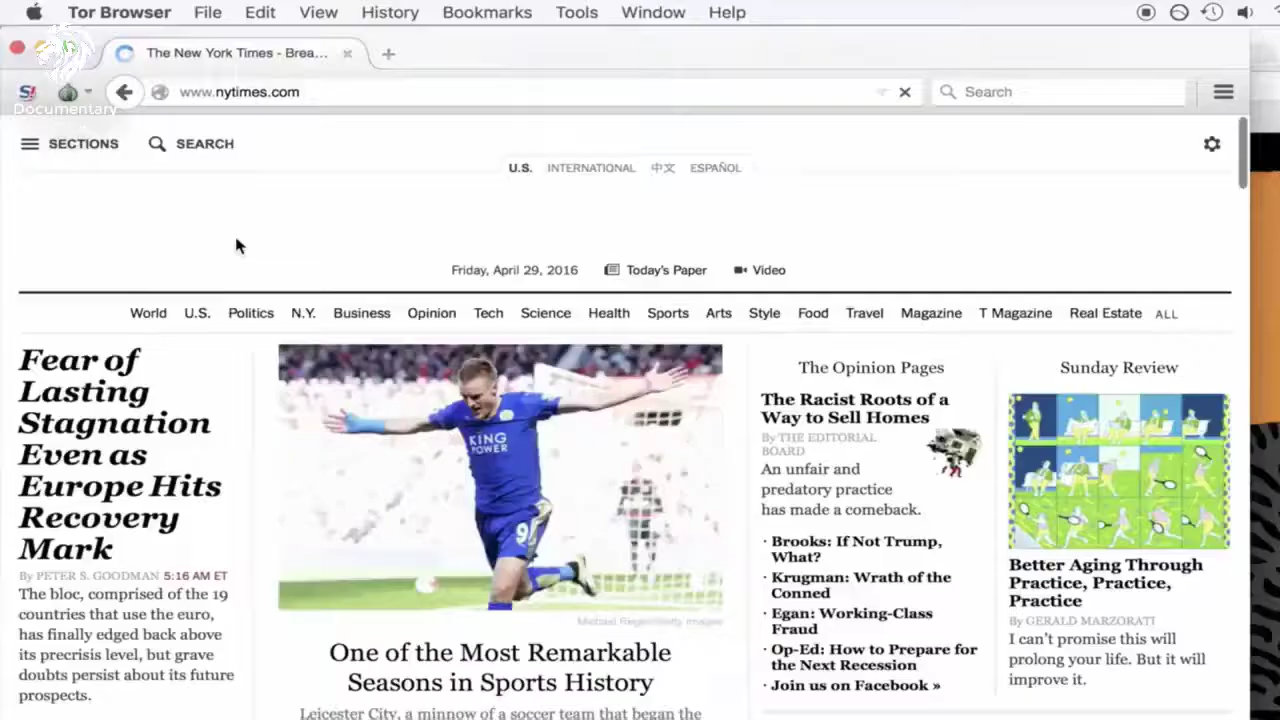 Tor Browser File Edit View History Bookmarks Tools Window Help
The New York Times - Brea...
www.nytimes.com
Search
Documentary
SECTIONS
SEARCH
U.S. INTERNATIONAL 中文 ESPAÑOL
Friday, April 29, 2016
Today's Paper
Video
World U.S. Politics N.Y. Business Opinion Tech Science Health Sports Arts Style Food Travel Magazine T Magazine Real Estate ALL
Fear of
Lasting
Stagnation
Even as
Europe Hits
Recovery
Mark
By PETER S. GOODMAN 5:16 AM ET
The bloc, comprised of the 19
countries that use the euro,
has finally edged back above
its precrisis level, but grave
doubts persist about its future
prospects.
KING
POWER
9
Michael Regan/Getty Images
One of the Most Remarkable
Seasons in Sports History
Leicester City, a minnow of a soccer team that began the
The Opinion Pages
The Racist Roots of a
Way to Sell Homes
By THE EDITORIAL
BOARD
An unfair and
predatory practice
has made a comeback.
· Brooks: If Not Trump,
What?
· Krugman: Wrath of the
Conned
· Egan: Working-Class
Fraud
· Op-Ed: How to Prepare for
the Next Recession
· Join us on Facebook »
Sunday Review
Better Aging Through
Practice, Practice,
Practice
By GERALD MARZORATI
I can't promise this will
prolong your life. But it will
improve it.